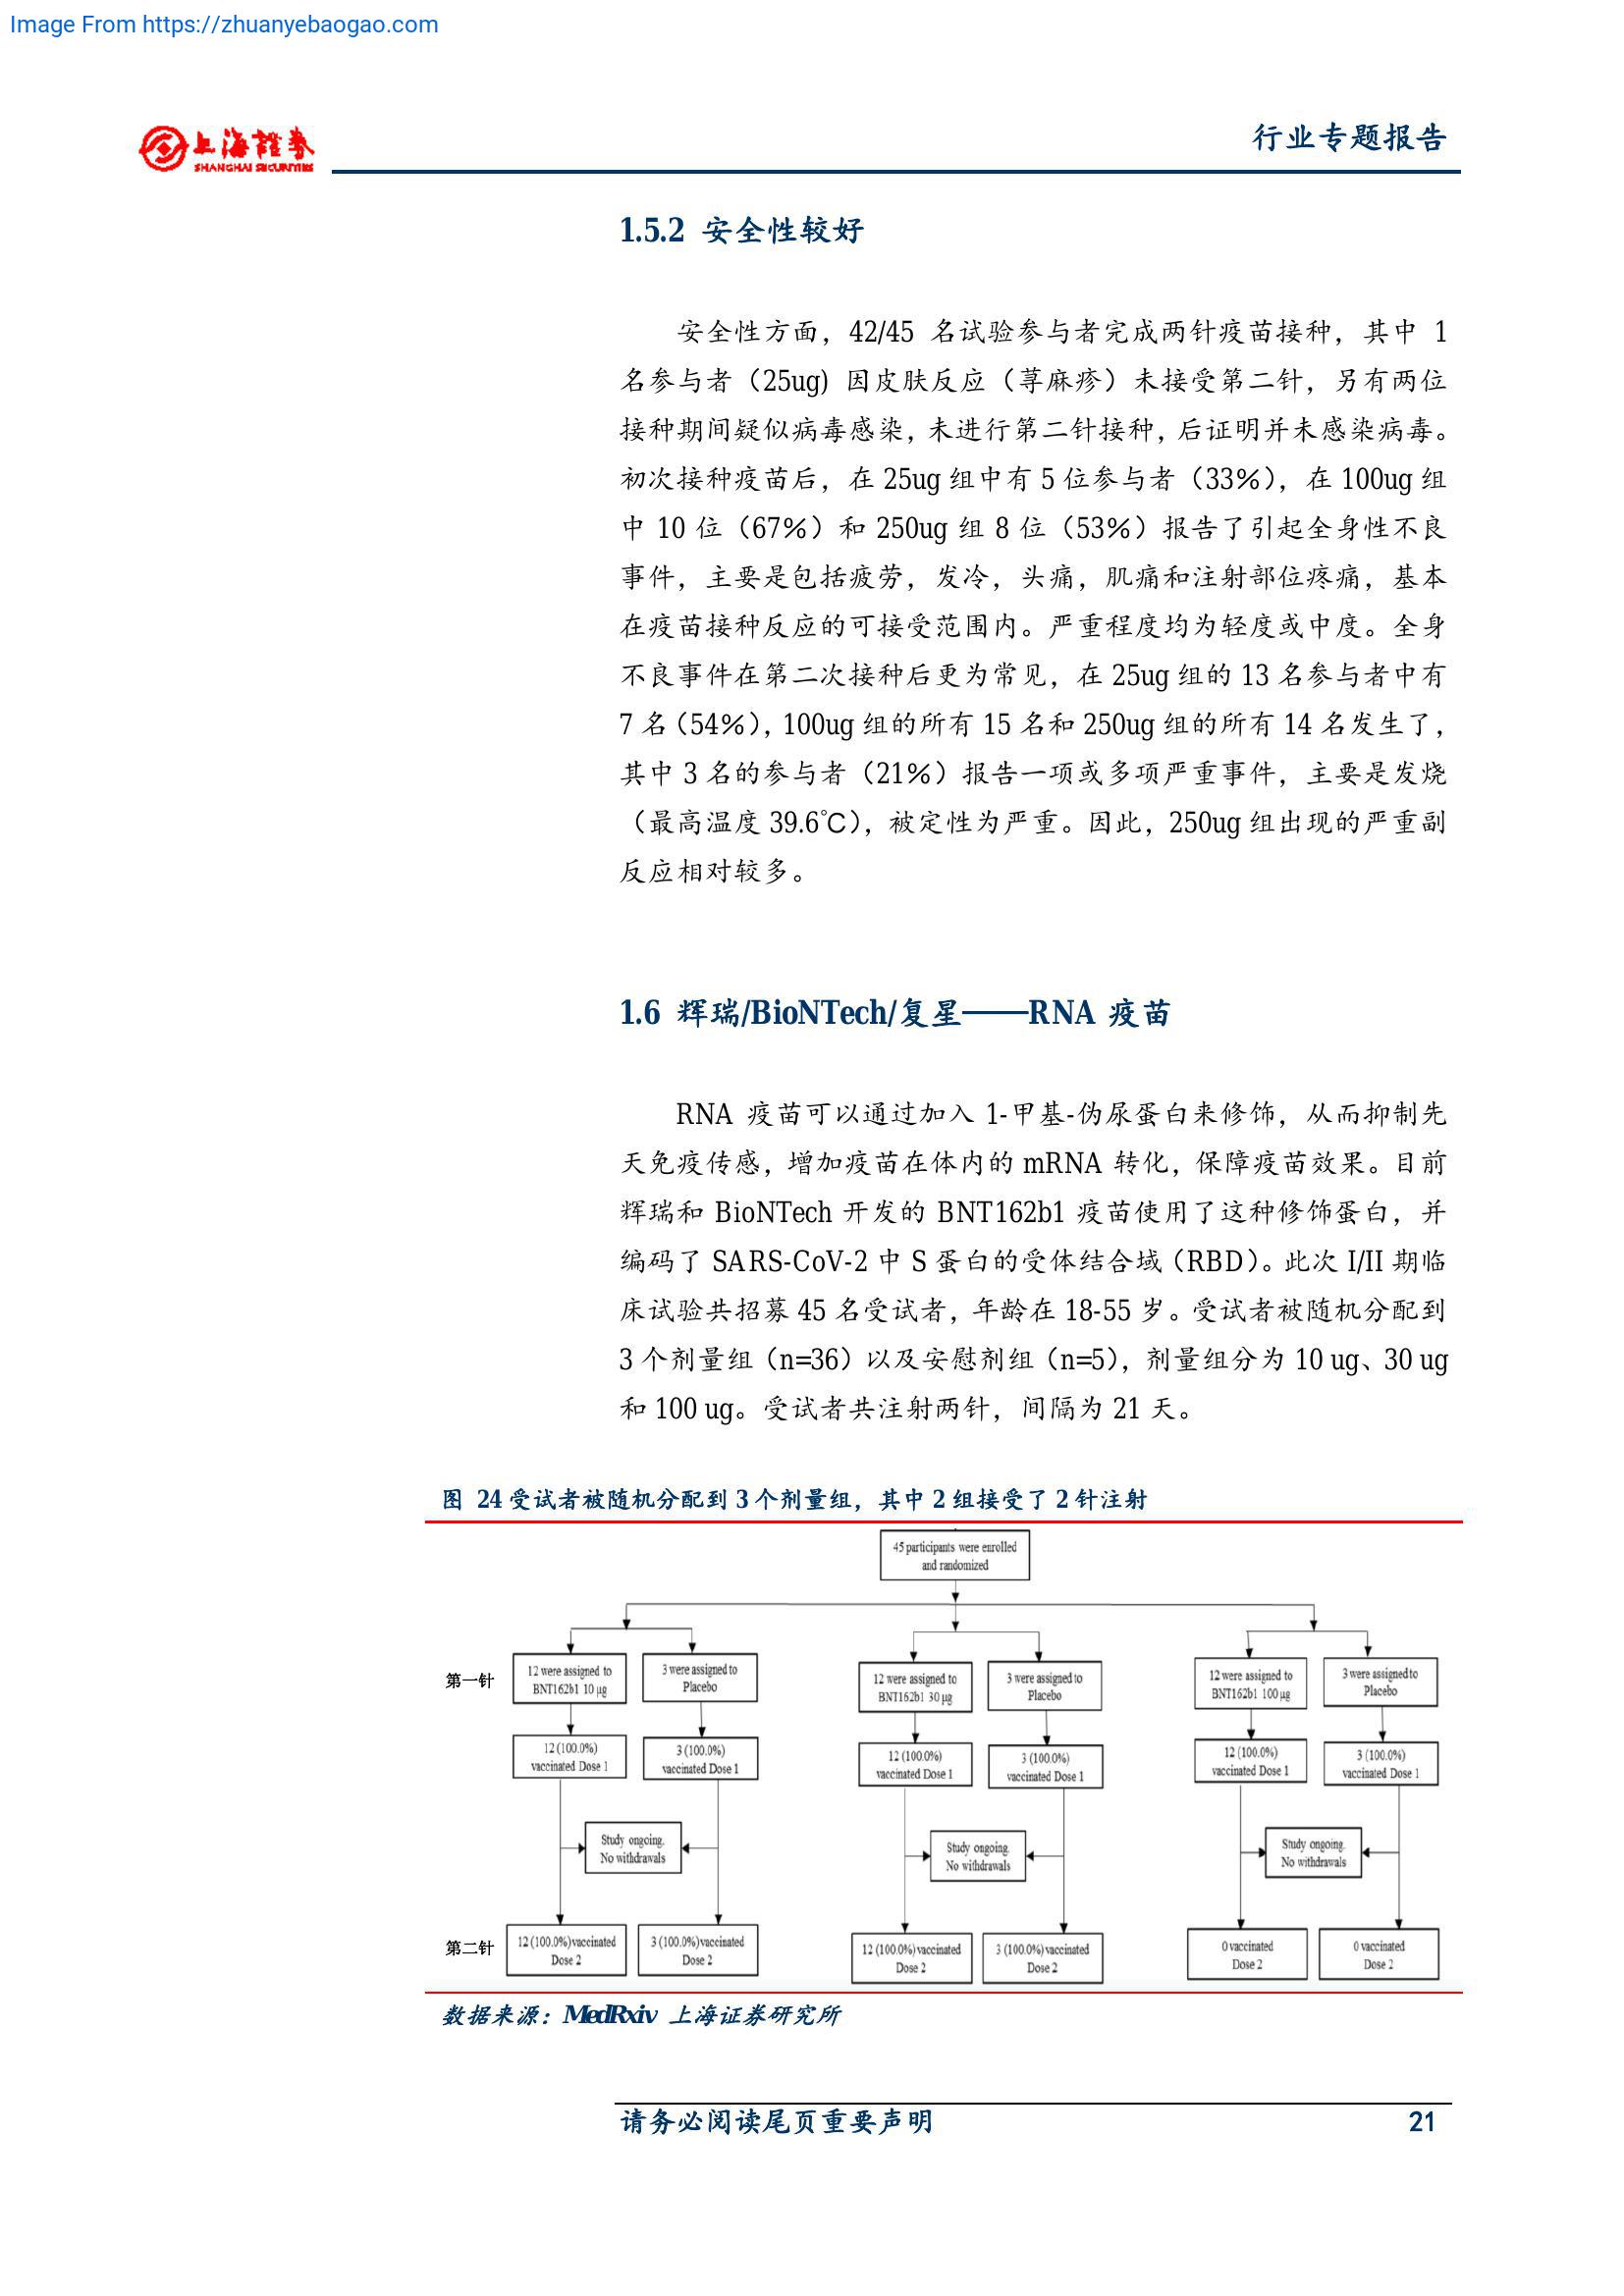 Image From https://zhuanyebaogao.com
上海證券
SHANGHAI SECURITIES
行业专题报告
1.5.2 安全性较好
安全性方面，42/45 名试验参与者完成两针疫苗接种，其中 1
名参与者（25ug) 因皮肤反应（荨麻疹）未接受第二针，另有两位
接种期间疑似病毒感染，未进行第二针接种，后证明并未感染病毒。
初次接种疫苗后，在 25ug 组中有 5 位参与者（33%），在 100ug 组
中 10 位（67%）和 250ug 组 8 位（53%）报告了引起全身性不良
事件，主要是包括疲劳，发冷，头痛，肌痛和注射部位疼痛，基本
在疫苗接种反应的可接受范围内。严重程度均为轻度或中度。全身
不良事件在第二次接种后更为常见，在 25ug 组的 13 名参与者中有
7 名（54%），100ug 组的所有 15 名和 250ug 组的所有 14 名发生了，
其中 3 名的参与者（21%）报告一项或多项严重事件，主要是发烧
（最高温度 39.6℃），被定性为严重。因此，250ug 组出现的严重副
反应相对较多。
1.6 辉瑞/BioNTech/复星——RNA 疫苗
RNA 疫苗可以通过加入 1-甲基-伪尿蛋白来修饰，从而抑制先
天免疫传感，增加疫苗在体内的 mRNA 转化，保障疫苗效果。目前
辉瑞和 BioNTech 开发的 BNT162b1 疫苗使用了这种修饰蛋白，并
编码了 SARS-CoV-2 中 S 蛋白的受体结合域（RBD）。此次 I/II 期临
床试验共招募 45 名受试者，年龄在 18-55 岁。受试者被随机分配到
3 个剂量组（n=36）以及安慰剂组（n=5），剂量组分为 10 ug、30 ug
和 100 ug。受试者共注射两针，间隔为 21 天。
图 24 受试者被随机分配到 3 个剂量组，其中 2 组接受了 2 针注射
45 participants were enrolled
and randomized
第一针
12 were assigned to
BNT162b1 10 μg
3 were assigned to
Placebo
12 were assigned to
BNT162b1 30 μg
3 were assigned to
Placebo
12 were assigned to
BNT162b1 100 μg
3 were assigned to
Placebo
12 (100.0%)
vaccinated Dose 1
3 (100.0%)
vaccinated Dose 1
12 (100.0%)
vaccinated Dose 1
3 (100.0%)
vaccinated Dose 1
12 (100.0%)
vaccinated Dose 1
3 (100.0%)
vaccinated Dose 1
Study ongoing.
No withdrawals
Study ongoing.
No withdrawals
Study ongoing.
No withdrawals
第二针
12 (100.0%) vaccinated
Dose 2
3 (100.0%) vaccinated
Dose 2
12 (100.0%) vaccinated
Dose 2
3 (100.0%) vaccinated
Dose 2
0 vaccinated
Dose 2
0 vaccinated
Dose 2
数据来源：MedRxiv 上海证券研究所
请务必阅读尾页重要声明
21